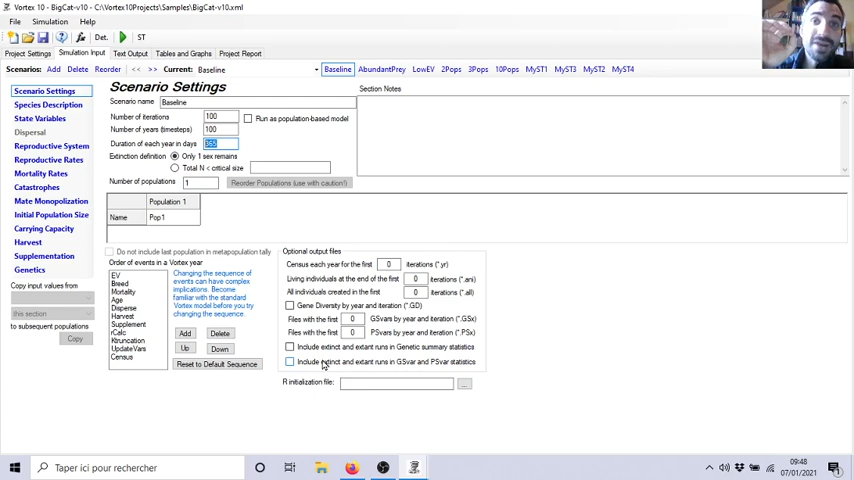 Vortex 10 - BigCat-v10 - C:\Vortex10Projects\Samples\BigCat-v10.xml
File Simulation Help
Det. ST
Project Settings Simulation Input Text Output Tables and Graphs Project Report
Scenarios: Add Delete Reorder << >> Current: Baseline Baseline AbundantPrey LowEV 2Pops 3Pops 10Pops MyST1 MyST3 MyST2 MyST4
Scenario Settings
Species Description
State Variables
Dispersal
Reproductive System
Reproductive Rates
Mortality Rates
Catastrophes
Mate Monopolization
Initial Population Size
Carrying Capacity
Harvest
Supplementation
Genetics
Copy input values from
this section
to subsequent populations
Copy
Scenario Settings
Scenario name Baseline
Number of iterations 100
Run as population-based model
Number of years (timesteps) 100
Duration of each year in days 365
Extinction definition Only 1 sex remains
Total N < critical size
Number of populations 1 Reorder Populations (use with caution!)
Section Notes
Population 1
Name Pop1
Do not include last population in metapopulation tally
Order of events in a Vortex year
EV
Breed
Mortality
Age
Disperse
Harvest
Supplement
rCalc
Ktruncation
UpdateVars
Census
Changing the sequence of events can have complex implications. Become familiar with the standard Vortex model before you try changing the sequence.
Add Delete
Up Down
Reset to Default Sequence
Optional output files
Census each year for the first 0 iterations (*.yr)
Living individuals at the end of the first 0 iterations (*.ani)
All individuals created in the first 0 iterations (*.all)
Gene Diversity by year and iteration (*.GD)
Files with the first 0 GSvars by year and iteration (*.GSx)
Files with the first 0 PSvars by year and iteration (*.PSx)
Include extinct and extant runs in Genetic summary statistics
Include extinct and extant runs in GSvar and PSvar statistics
R initialization file: ...
Taper ici pour rechercher
09:48
07/01/2021